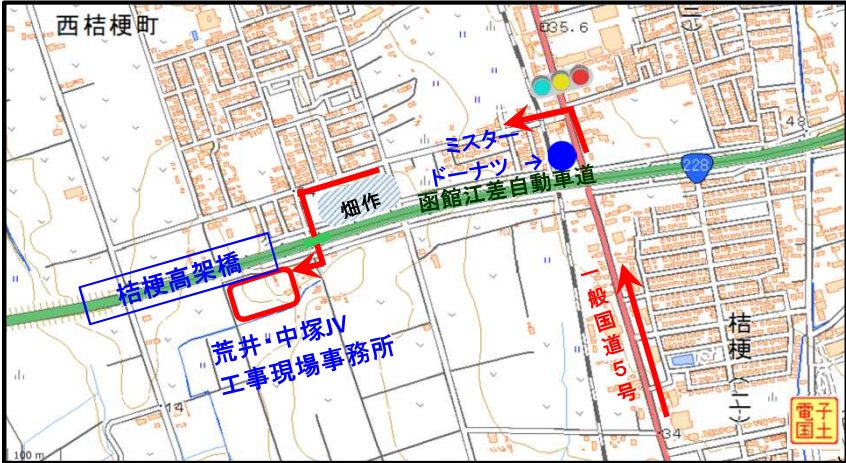 西桔梗町
35.6
48
ミスター
ドーナツ →
228
函館江差自動車道
畑作
桔梗高架橋
荒井・中塚JV
工事現場事務所
一般国道5号
桔梗(二)
14
34
100 m
電子
国土